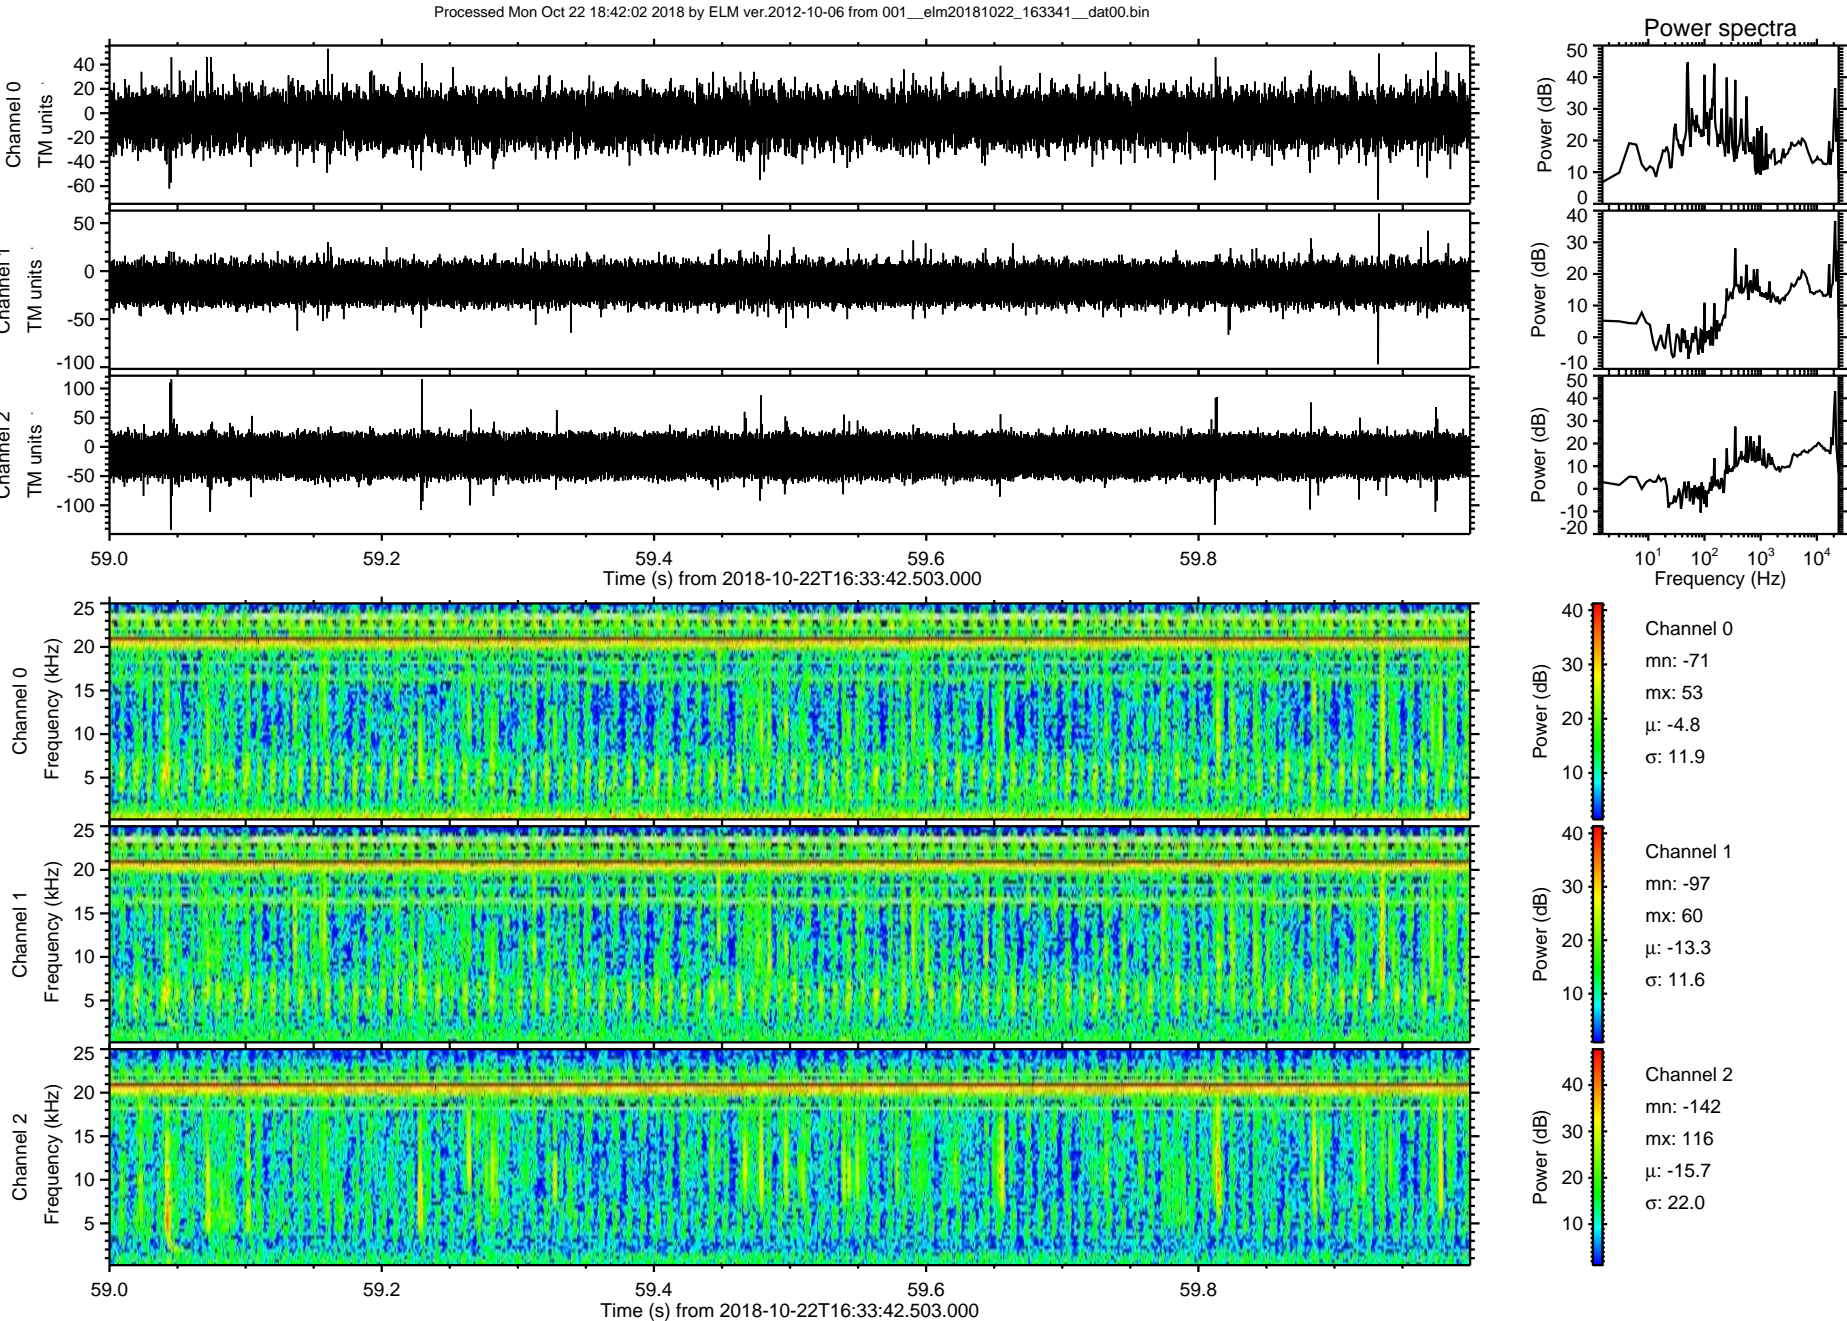 Processed Mon Oct 22 18:42:02 2018 by ELM ver.2012-10-06 from 001__elm20181022_163341__dat00.bin
Power spectra
Channel 0
TM units
40
20
0
-20
-40
-60
Power (dB)
50
40
30
20
10
0
Channel 1
TM units
50
0
-50
-100
Power (dB)
40
30
20
10
0
-10
Channel 2
TM units
100
50
0
-50
-100
Power (dB)
50
40
30
20
10
0
-10
-20
59.0 59.2 59.4 59.6 59.8
Time (s) from 2018-10-22T16:33:42.503.000
10¹ 10² 10³ 10⁴
Frequency (Hz)
Channel 0
Frequency (kHz)
25
20
15
10
5
Power (dB)
40
30
20
10
Channel 0
mn: -71
mx: 53
μ: -4.8
σ: 11.9
Channel 1
Frequency (kHz)
25
20
15
10
5
Power (dB)
40
30
20
10
Channel 1
mn: -97
mx: 60
μ: -13.3
σ: 11.6
Channel 2
Frequency (kHz)
25
20
15
10
5
Power (dB)
40
30
20
10
Channel 2
mn: -142
mx: 116
μ: -15.7
σ: 22.0
59.0 59.2 59.4 59.6 59.8
Time (s) from 2018-10-22T16:33:42.503.000